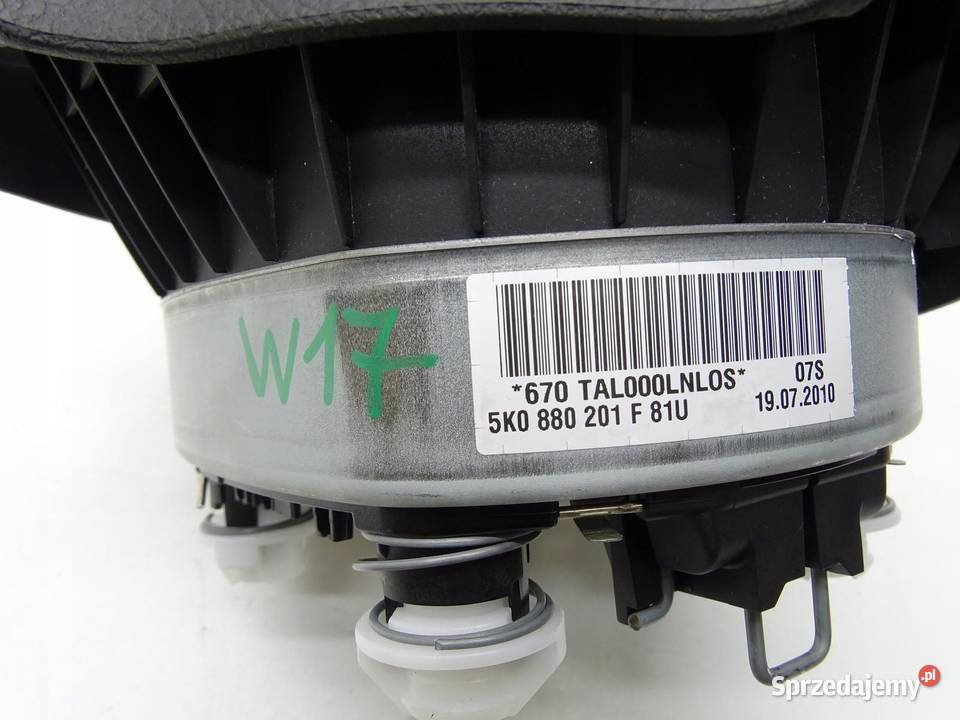 W17
*670 TAL000LNLOS* 07S
5K0 880 201 F 81U 19.07.2010
Sprzedajemy.pl